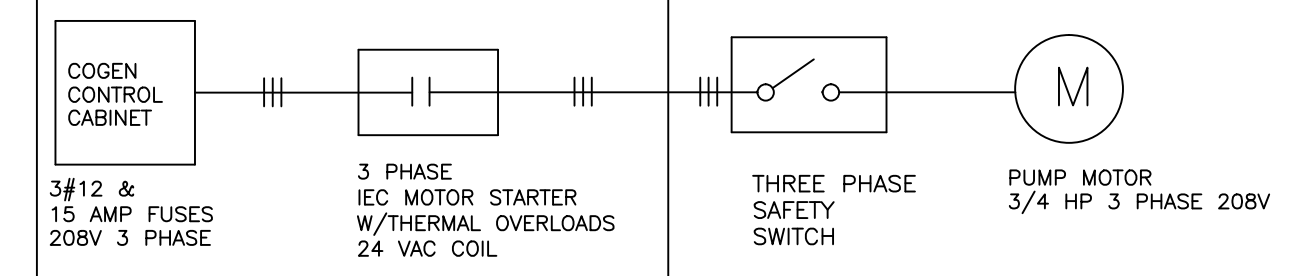 COGEN
CONTROL
CABINET
3#12 &
15 AMP FUSES
208V 3 PHASE
3 PHASE
IEC MOTOR STARTER
W/THERMAL OVERLOADS
24 VAC COIL
THREE PHASE
SAFETY
SWITCH
M
PUMP MOTOR
3/4 HP 3 PHASE 208V